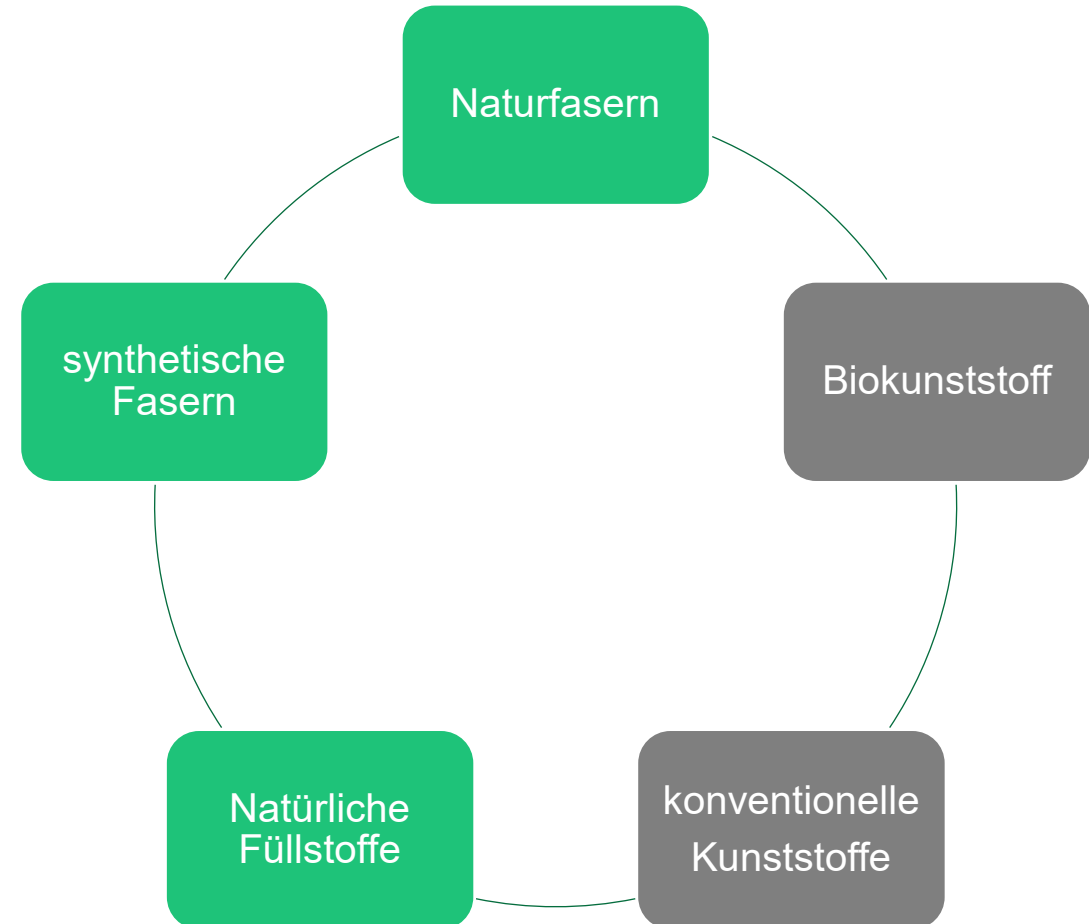 Naturfasern
synthetische
Fasern
Biokunststoff
Natürliche
Füllstoffe
konventionelle
Kunststoffe